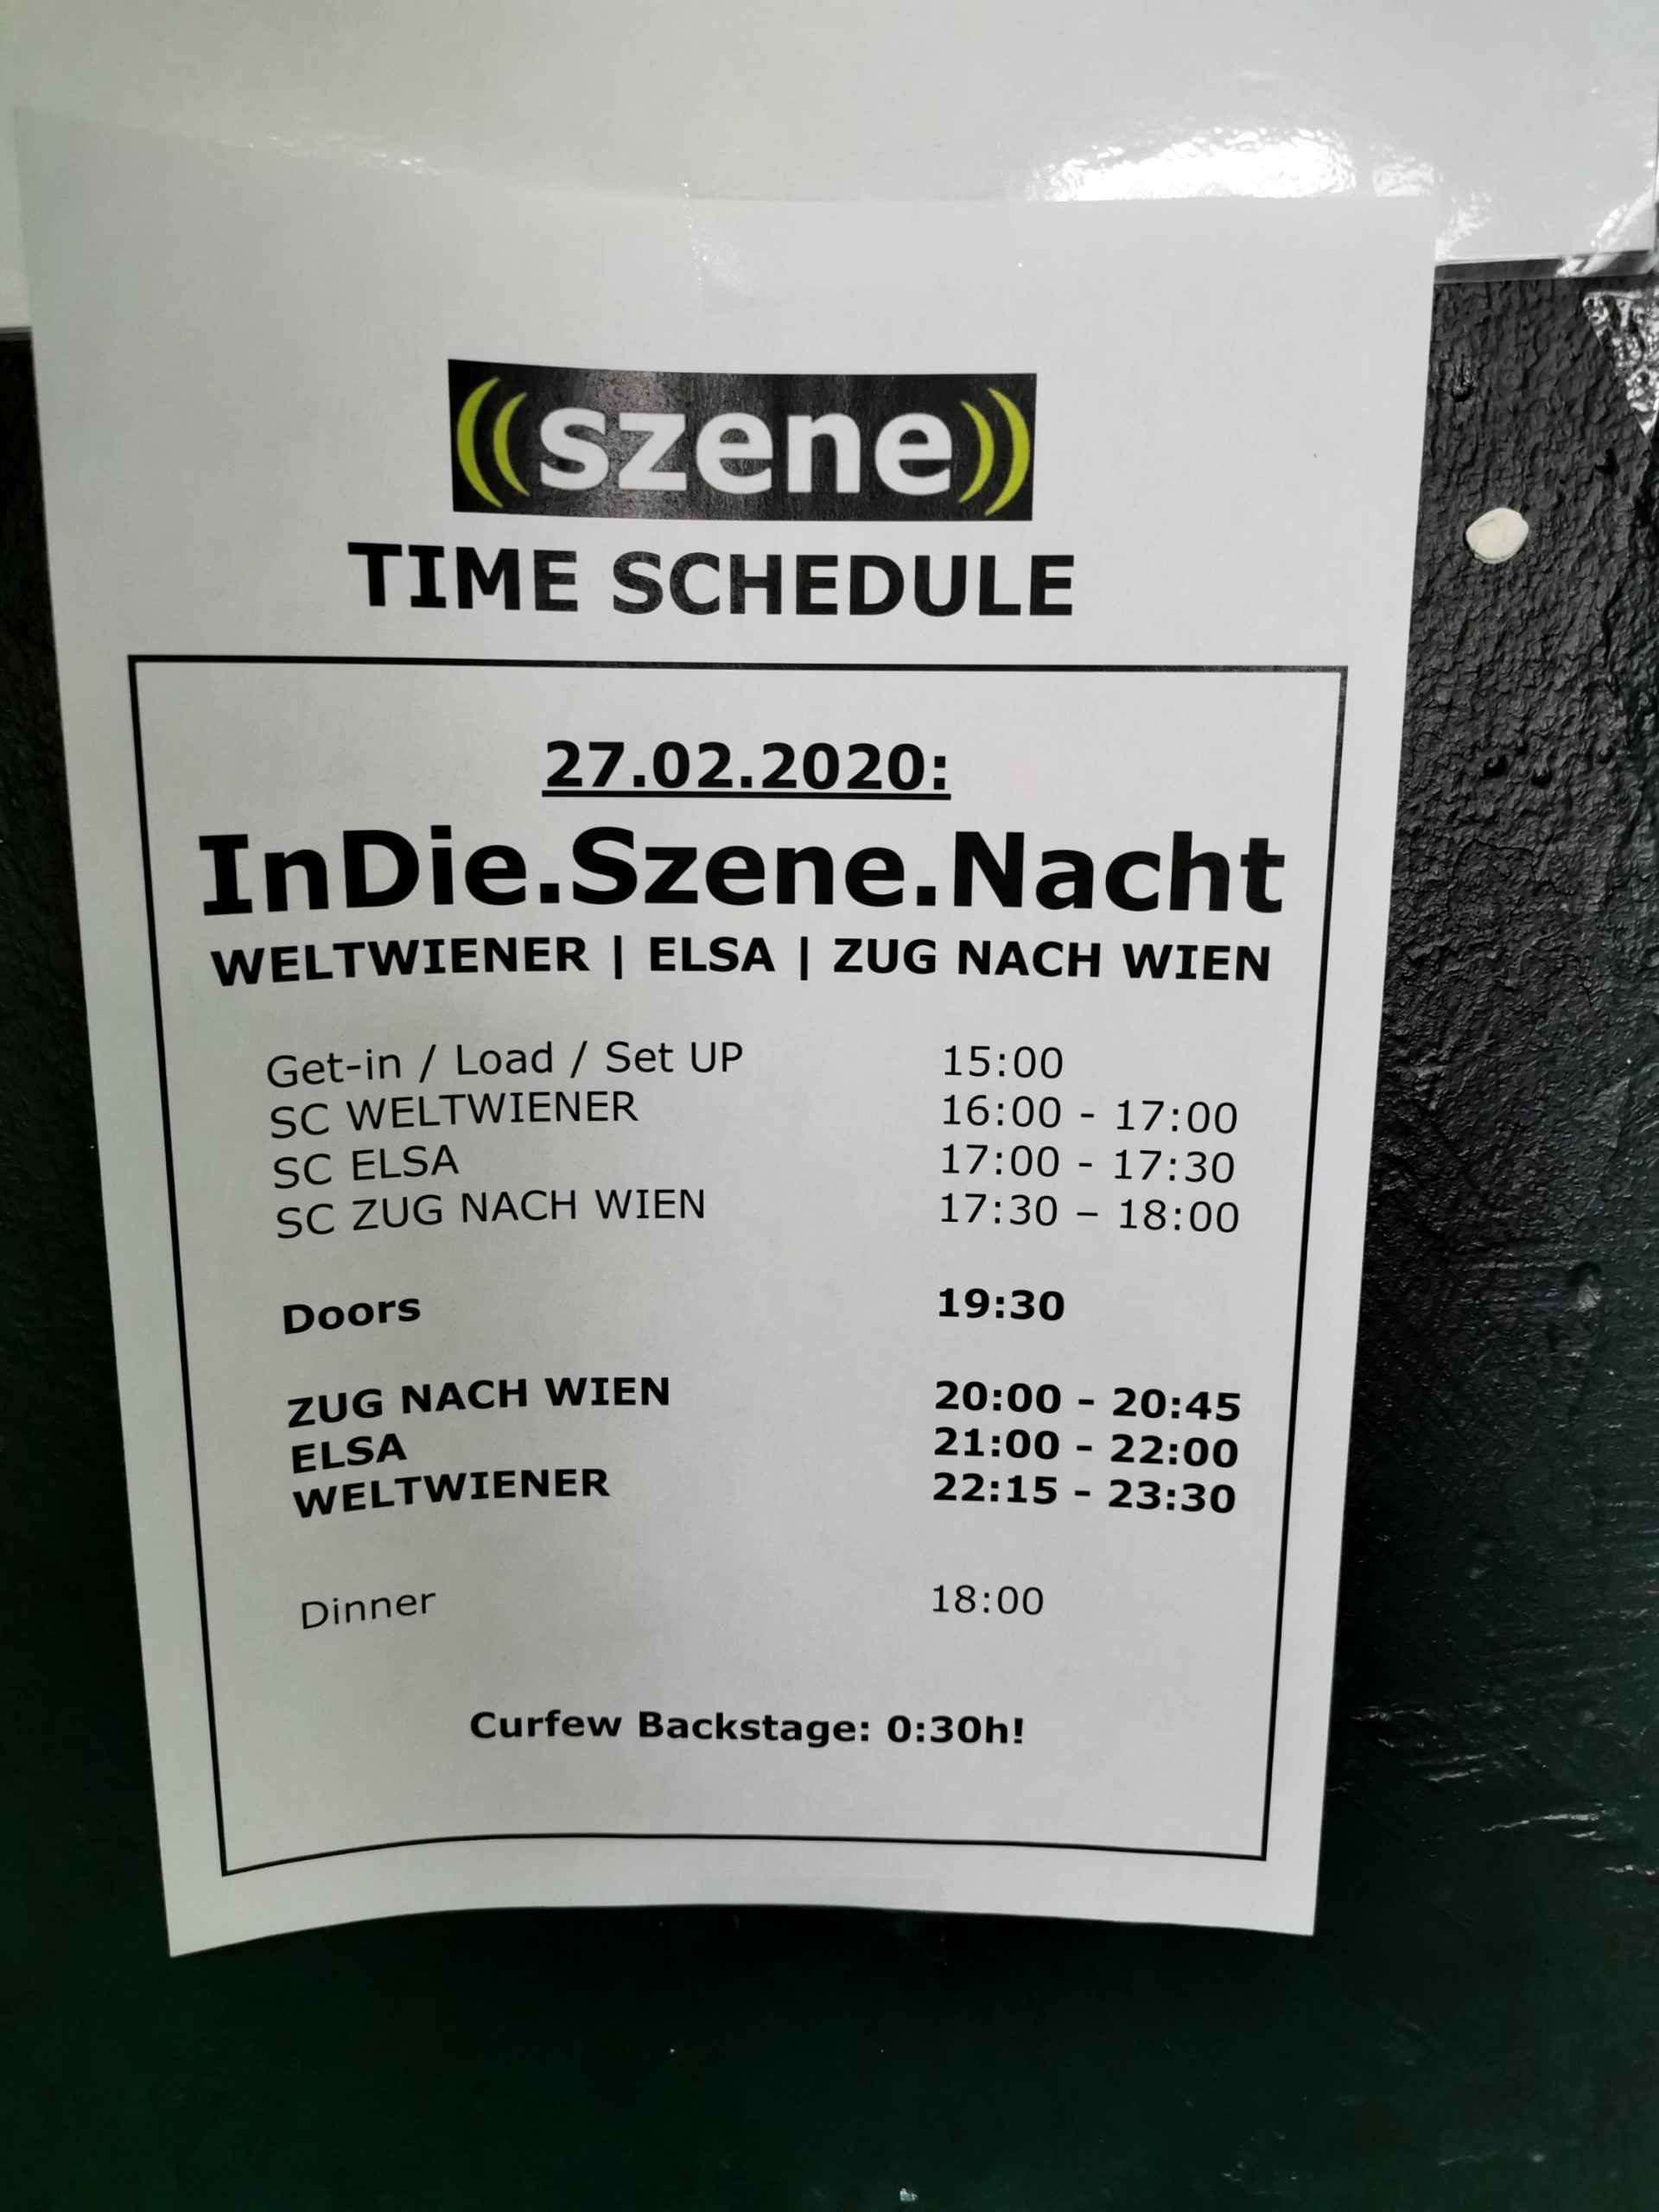 ((szene))
TIME SCHEDULE
27.02.2020:
InDie.Szene.Nacht
WELTWIENER | ELSA | ZUG NACH WIEN
Get-in / Load / Set UP 15:00
SC WELTWIENER 16:00 - 17:00
SC ELSA 17:00 - 17:30
SC ZUG NACH WIEN 17:30 – 18:00
Doors 19:30
ZUG NACH WIEN 20:00 - 20:45
ELSA 21:00 - 22:00
WELTWIENER 22:15 - 23:30
Dinner 18:00
Curfew Backstage: 0:30h!